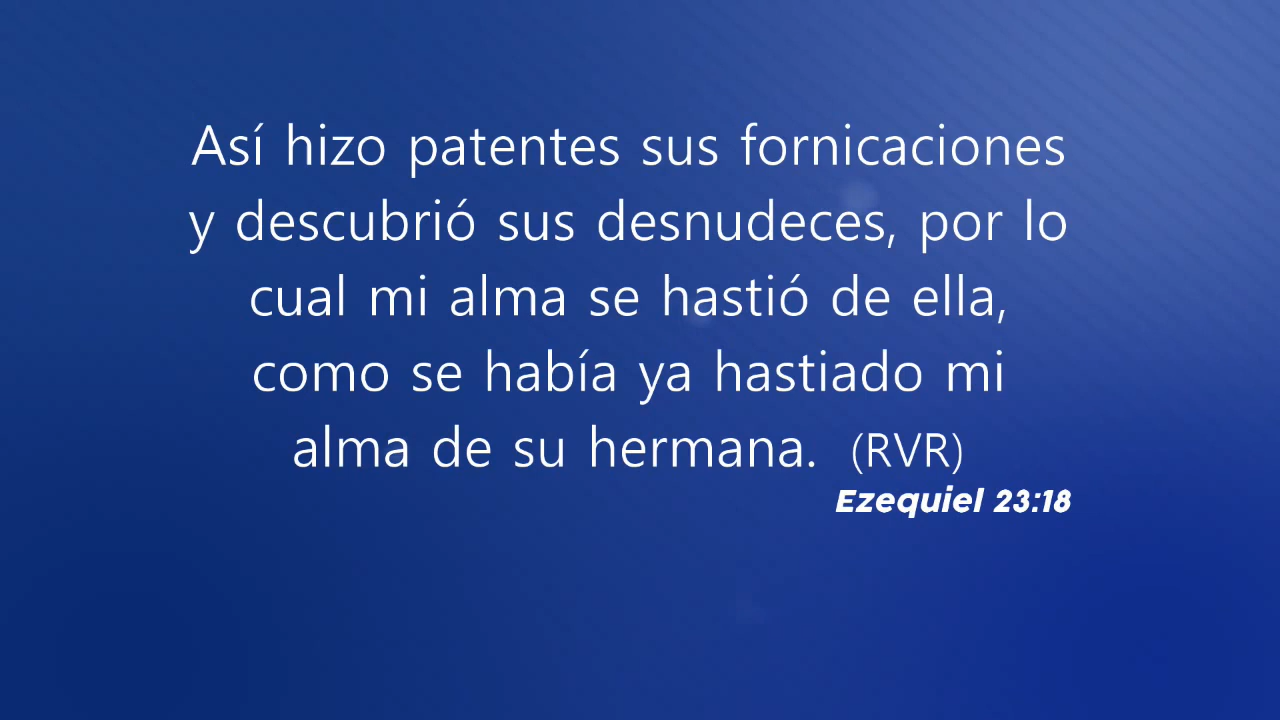 Así hizo patentes sus fornicaciones
y descubrió sus desnudeces, por lo
cual mi alma se hastió de ella,
como se había ya hastiado mi
alma de su hermana. (RVR)
Ezequiel 23:18